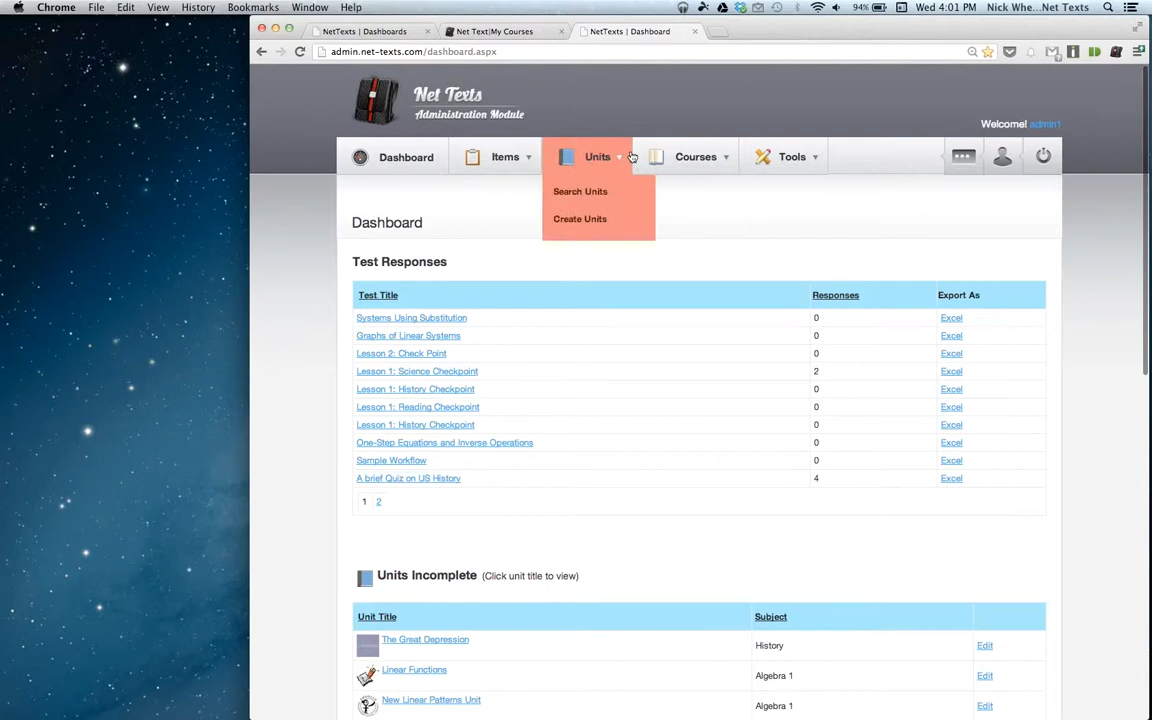 Chrome File Edit View History Bookmarks Window Help 94% Wed 4:01 PM Nick Whe...Net Texts
NetTexts | Dashboards Net Text|My Courses NetTexts | Dashboard
admin.net-texts.com/dashboard.aspx
Net Texts
Administration Module
Welcome! admin1
Dashboard Items Units Courses Tools
Search Units
Create Units
Dashboard
Test Responses
Test Title Responses Export As
Systems Using Substitution 0 Excel
Graphs of Linear Systems 0 Excel
Lesson 2: Check Point 0 Excel
Lesson 1: Science Checkpoint 2 Excel
Lesson 1: History Checkpoint 0 Excel
Lesson 1: Reading Checkpoint 0 Excel
Lesson 1: History Checkpoint 0 Excel
One-Step Equations and Inverse Operations 0 Excel
Sample Workflow 0 Excel
A brief Quiz on US History 4 Excel
1 2
Units Incomplete (Click unit title to view)
Unit Title Subject
The Great Depression History Edit
Linear Functions Algebra 1 Edit
New Linear Patterns Unit Algebra 1 Edit